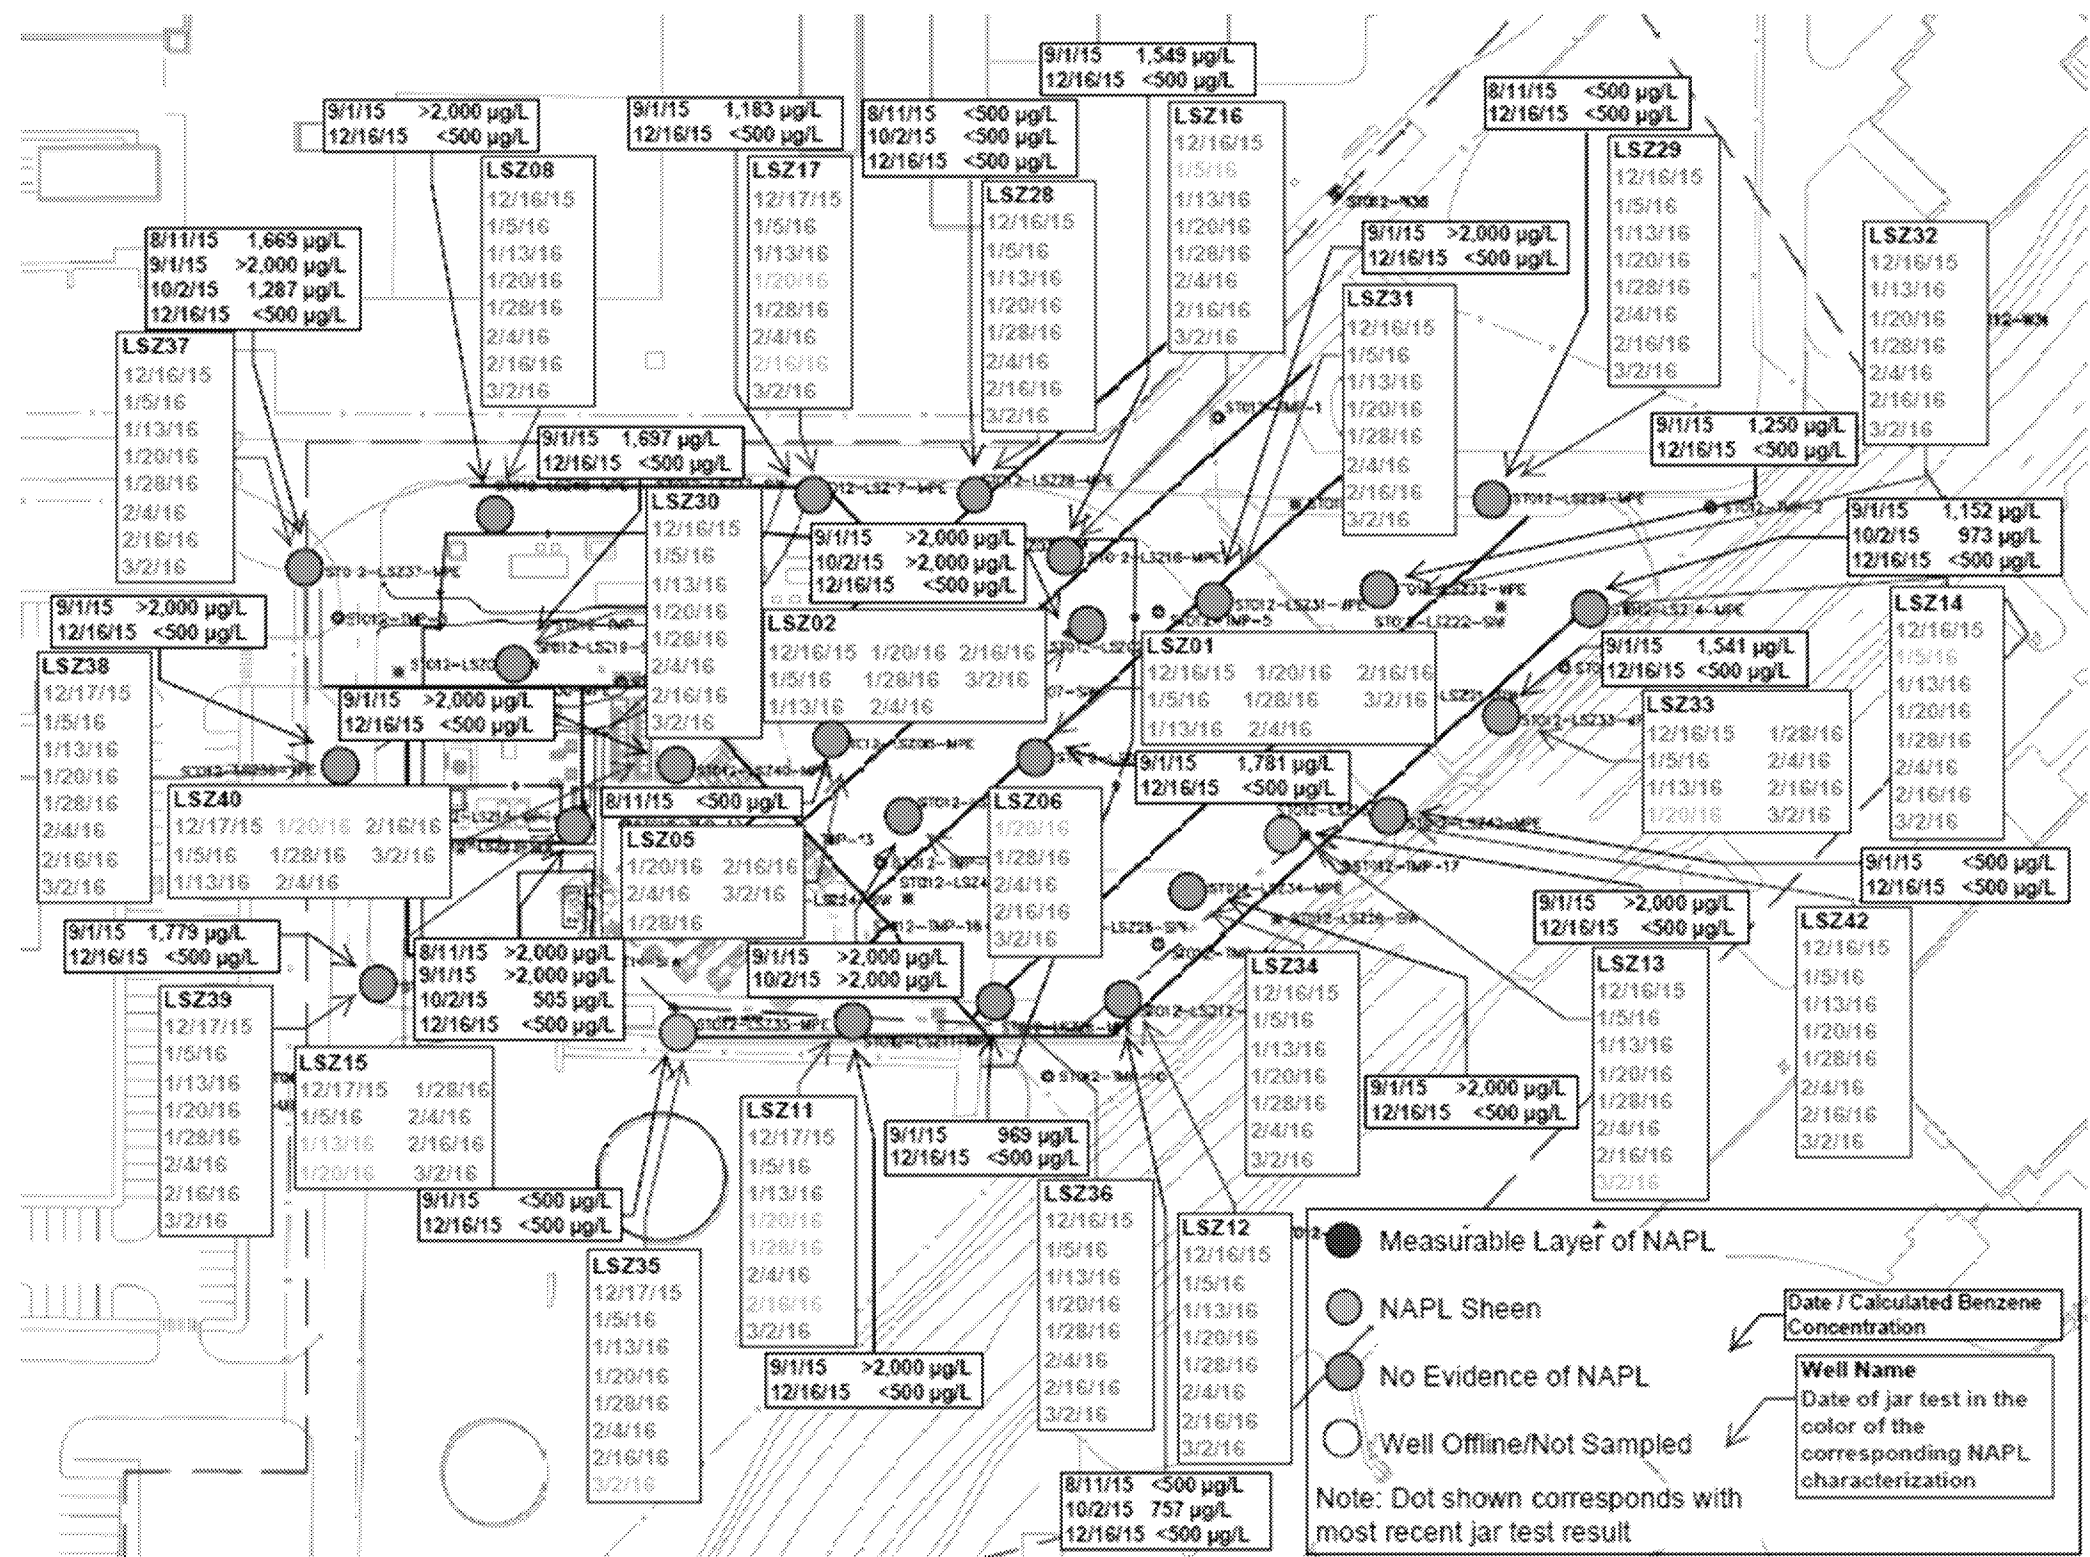 9/1/15 1,549 µg/L
12/16/15 <500 µg/L
8/11/15 <500 µg/L
12/16/15 <500 µg/L
9/1/15 >2,000 µg/L
12/16/15 <500 µg/L
9/1/15 1,183 µg/L
12/16/15 <500 µg/L
8/11/15 <500 µg/L
10/2/15 <500 µg/L
12/16/15 <500 µg/L
LSZ16
12/16/15
1/5/16
1/13/16
1/20/16
1/28/16
2/4/16
2/16/16
3/2/16
LSZ29
12/16/15
1/5/16
1/13/16
1/20/16
1/28/16
2/4/16
2/16/16
3/2/16
LSZ08
12/16/15
1/5/16
1/13/16
1/20/16
1/28/16
2/4/16
2/16/16
3/2/16
LSZ17
12/17/15
1/5/16
1/13/16
1/20/16
1/28/16
2/4/16
2/16/16
3/2/16
LSZ28
12/16/15
1/5/16
1/13/16
1/20/16
1/28/16
2/4/16
2/16/16
3/2/16
9/1/15 >2,000 µg/L
12/16/15 <500 µg/L
LSZ32
12/16/15
1/13/16
1/20/16
1/28/16
2/4/16
2/16/16
3/2/16
8/11/15 1,669 µg/L
9/1/15 >2,000 µg/L
10/2/15 1,287 µg/L
12/16/15 <500 µg/L
LSZ31
12/16/15
1/5/16
1/13/16
1/20/16
1/28/16
2/4/16
2/16/16
3/2/16
LSZ37
12/16/15
1/5/16
1/13/16
1/20/16
1/28/16
2/4/16
2/16/16
3/2/16
9/1/15 1,250 µg/L
12/16/15 <500 µg/L
9/1/15 1,697 µg/L
12/16/15 <500 µg/L
LSZ30
12/16/15
1/5/16
1/13/16
1/20/16
1/28/16
2/4/16
2/16/16
3/2/16
9/1/15 1,152 µg/L
10/2/15 973 µg/L
12/16/15 <500 µg/L
9/1/15 >2,000 µg/L
10/2/15 >2,000 µg/L
12/16/15 <500 µg/L
ST012-LSZ37-MPE
ST012-LSZ29-MPE
LSZ14
12/16/15
1/5/16
1/13/16
1/20/16
1/28/16
2/4/16
2/16/16
3/2/16
9/1/15 >2,000 µg/L
12/16/15 <500 µg/L
LSZ02
12/16/15 1/20/16 2/16/16
1/5/16 1/28/16 3/2/16
1/13/16 2/4/16
LSZ01
12/16/15 1/20/16 2/16/16
1/5/16 1/28/16 3/2/16
1/13/16 2/4/16
9/1/15 1,541 µg/L
12/16/15 <500 µg/L
LSZ38
12/17/15
1/5/16
1/13/16
1/20/16
1/28/16
2/4/16
2/16/16
3/2/16
9/1/15 >2,000 µg/L
12/16/15 <500 µg/L
LSZ33
12/16/15 1/28/16
1/5/16 2/4/16
1/13/16 2/16/16
1/20/16 3/2/16
9/1/15 1,781 µg/L
12/16/15 <500 µg/L
LSZ40
12/17/15 1/20/16 2/16/16
1/5/16 1/28/16 3/2/16
1/13/16 2/4/16
8/11/15 <500 µg/L
LSZ05
1/20/16 2/16/16
2/4/16 3/2/16
1/28/16
LSZ06
1/20/16
1/28/16
2/4/16
2/16/16
3/2/16
9/1/15 <500 µg/L
12/16/15 <500 µg/L
9/1/15 >2,000 µg/L
12/16/15 <500 µg/L
LSZ42
12/16/15
1/5/16
1/13/16
1/20/16
1/28/16
2/4/16
2/16/16
3/2/16
9/1/15 1,779 µg/L
12/16/15 <500 µg/L
8/11/15 >2,000 µg/L
9/1/15 >2,000 µg/L
10/2/15 505 µg/L
12/16/15 <500 µg/L
9/1/15 >2,000 µg/L
10/2/15 >2,000 µg/L
LSZ34
12/16/15
1/5/16
1/13/16
1/20/16
1/28/16
2/4/16
3/2/16
LSZ13
12/16/15
1/5/16
1/13/16
1/20/16
1/28/16
2/4/16
2/16/16
3/2/16
LSZ39
12/17/15
1/5/16
1/13/16
1/20/16
1/28/16
2/4/16
2/16/16
3/2/16
ST012-LSZ35-MPE
LSZ15
12/17/15 1/28/16
1/5/16 2/4/16
1/13/16 2/16/16
1/20/16 3/2/16
9/1/15 >2,000 µg/L
12/16/15 <500 µg/L
LSZ11
12/17/15
1/5/16
1/13/16
1/20/16
1/28/16
2/4/16
2/16/16
3/2/16
9/1/15 969 µg/L
12/16/15 <500 µg/L
9/1/15 <500 µg/L
12/16/15 <500 µg/L
LSZ36
12/16/15
1/5/16
1/13/16
1/20/16
1/28/16
2/4/16
2/16/16
3/2/16
LSZ12
12/16/15
1/5/16
1/13/16
1/20/16
1/28/16
2/4/16
2/16/16
3/2/16
LSZ35
12/17/15
1/5/16
1/13/16
1/20/16
1/28/16
2/4/16
2/16/16
3/2/16
9/1/15 >2,000 µg/L
12/16/15 <500 µg/L
8/11/15 <500 µg/L
10/2/15 757 µg/L
12/16/15 <500 µg/L
Measurable Layer of NAPL
NAPL Sheen
No Evidence of NAPL
Well Offline/Not Sampled
Note: Dot shown corresponds with
most recent jar test result
Date / Calculated Benzene
Concentration
Well Name
Date of jar test in the
color of the
corresponding NAPL
characterization